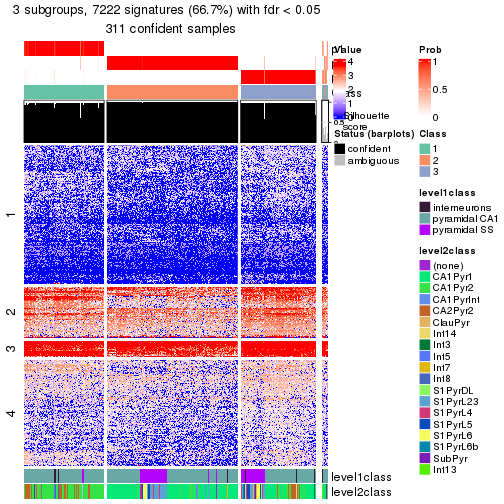 3 subgroups, 7222 signatures (66.7%) with fdr < 0.05
311 confident samples
Value
4
3
2
1
0
Prob
1
0.5
0
Silhouette
score
Status (barplots)
confident
ambiguous
Class
1
2
3
level1class
interneurons
pyramidal CA1
pyramidal SS
level2class
(none)
CA1Pyr1
CA1Pyr2
CA1PyrInt
CA2Pyr2
ClauPyr
Int14
Int3
Int5
Int7
Int8
S1PyrDL
S1PyrL23
S1PyrL4
S1PyrL5
S1PyrL6
S1PyrL6b
SubPyr
Int13
1
2
3
4
level1class
level2class